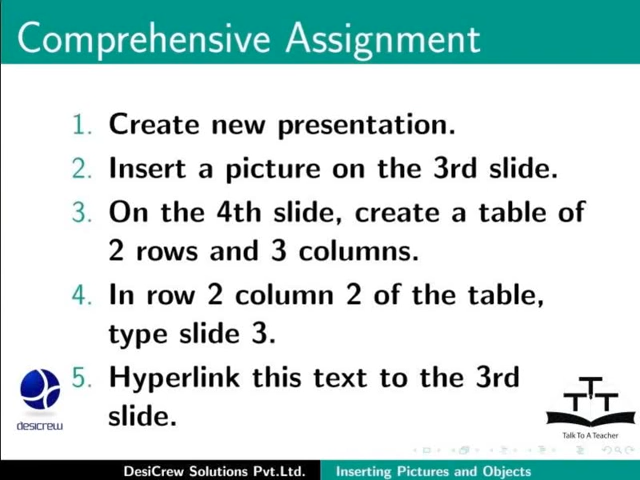 Comprehensive Assignment
1. Create new presentation.
2. Insert a picture on the 3rd slide.
3. On the 4th slide, create a table of
2 rows and 3 columns.
4. In row 2 column 2 of the table,
type slide 3.
5. Hyperlink this text to the 3rd
slide.
desicrew
TTT
Talk To A Teacher
DesiCrew Solutions Pvt.Ltd. Inserting Pictures and Objects